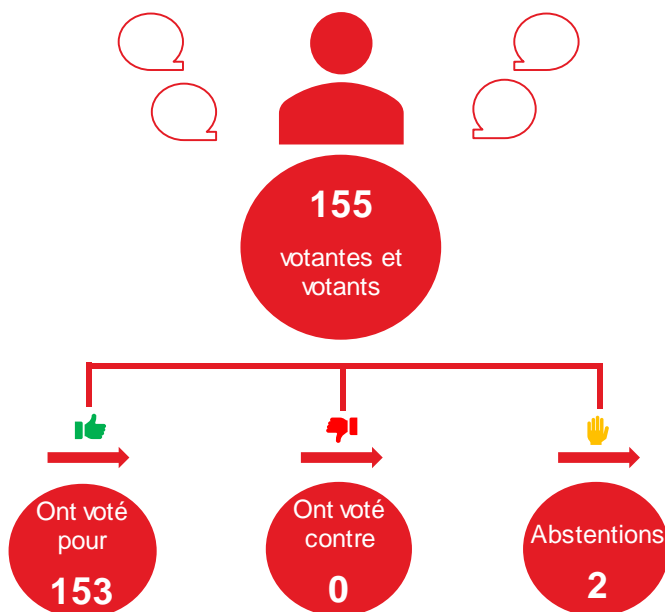 155
votantes et
votants
Ont voté
pour
153
Ont voté
contre
0
Abstentions
2